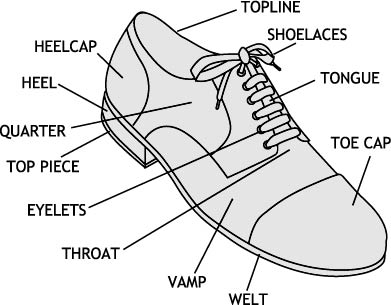 TOPLINE
SHOELACES
HEELCAP
TONGUE
HEEL
QUARTER
TOE CAP
TOP PIECE
EYELETS
THROAT
VAMP
WELT